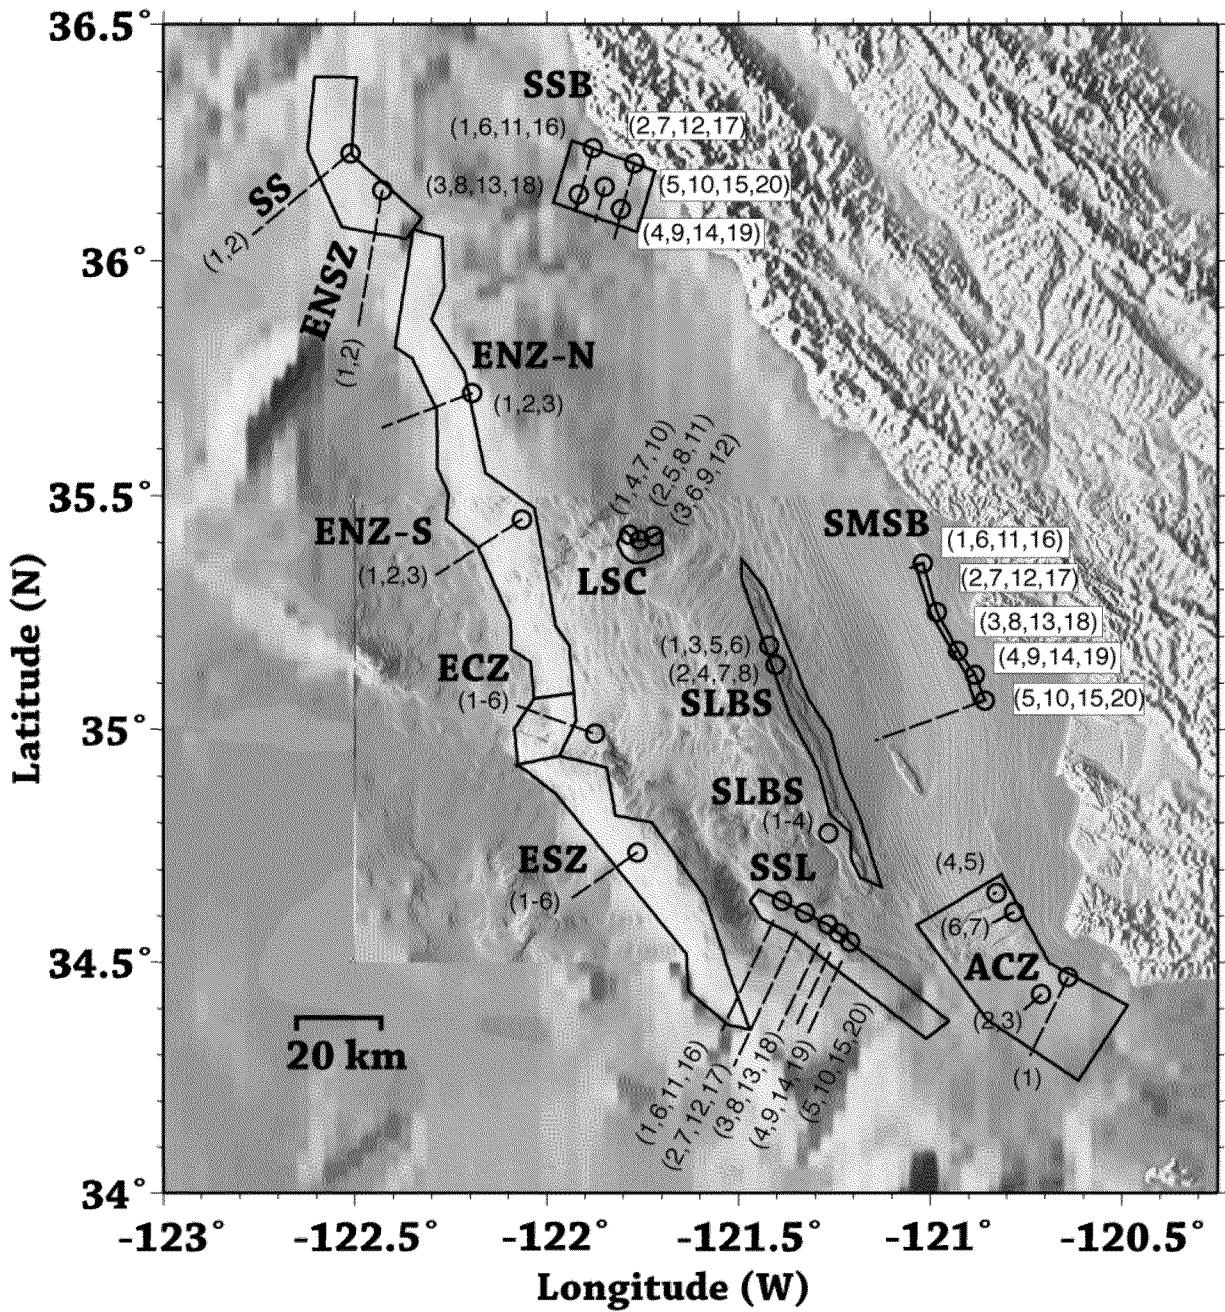 36.5°
SSB
(1,6,11,16)
(2,7,12,17)
(3,8,13,18)
(5,10,15,20)
(4,9,14,19)
SS
(1,2)
36°
ENSZ
(1,2)
ENZ-N
(1,2,3)
(1,4,7,10)
(2,5,8,11)
(3,6,9,12)
35.5°
ENZ-S
(1,2,3)
LSC
SMSB
(1,6,11,16)
(2,7,12,17)
(3,8,13,18)
(4,9,14,19)
(5,10,15,20)
(1,3,5,6)
(2,4,7,8)
SLBS
ECZ
(1-6)
35°
SLBS
(1-4)
ESZ
(1-6)
SSL
(4,5)
(6,7)
ACZ
(2,3)
(1)
34.5°
20 km
(1,6,11,16)
(2,7,12,17)
(3,8,13,18)
(4,9,14,19)
(5,10,15,20)
34°
-123° -122.5° -122° -121.5° -121° -120.5°
Longitude (W)
Latitude (N)